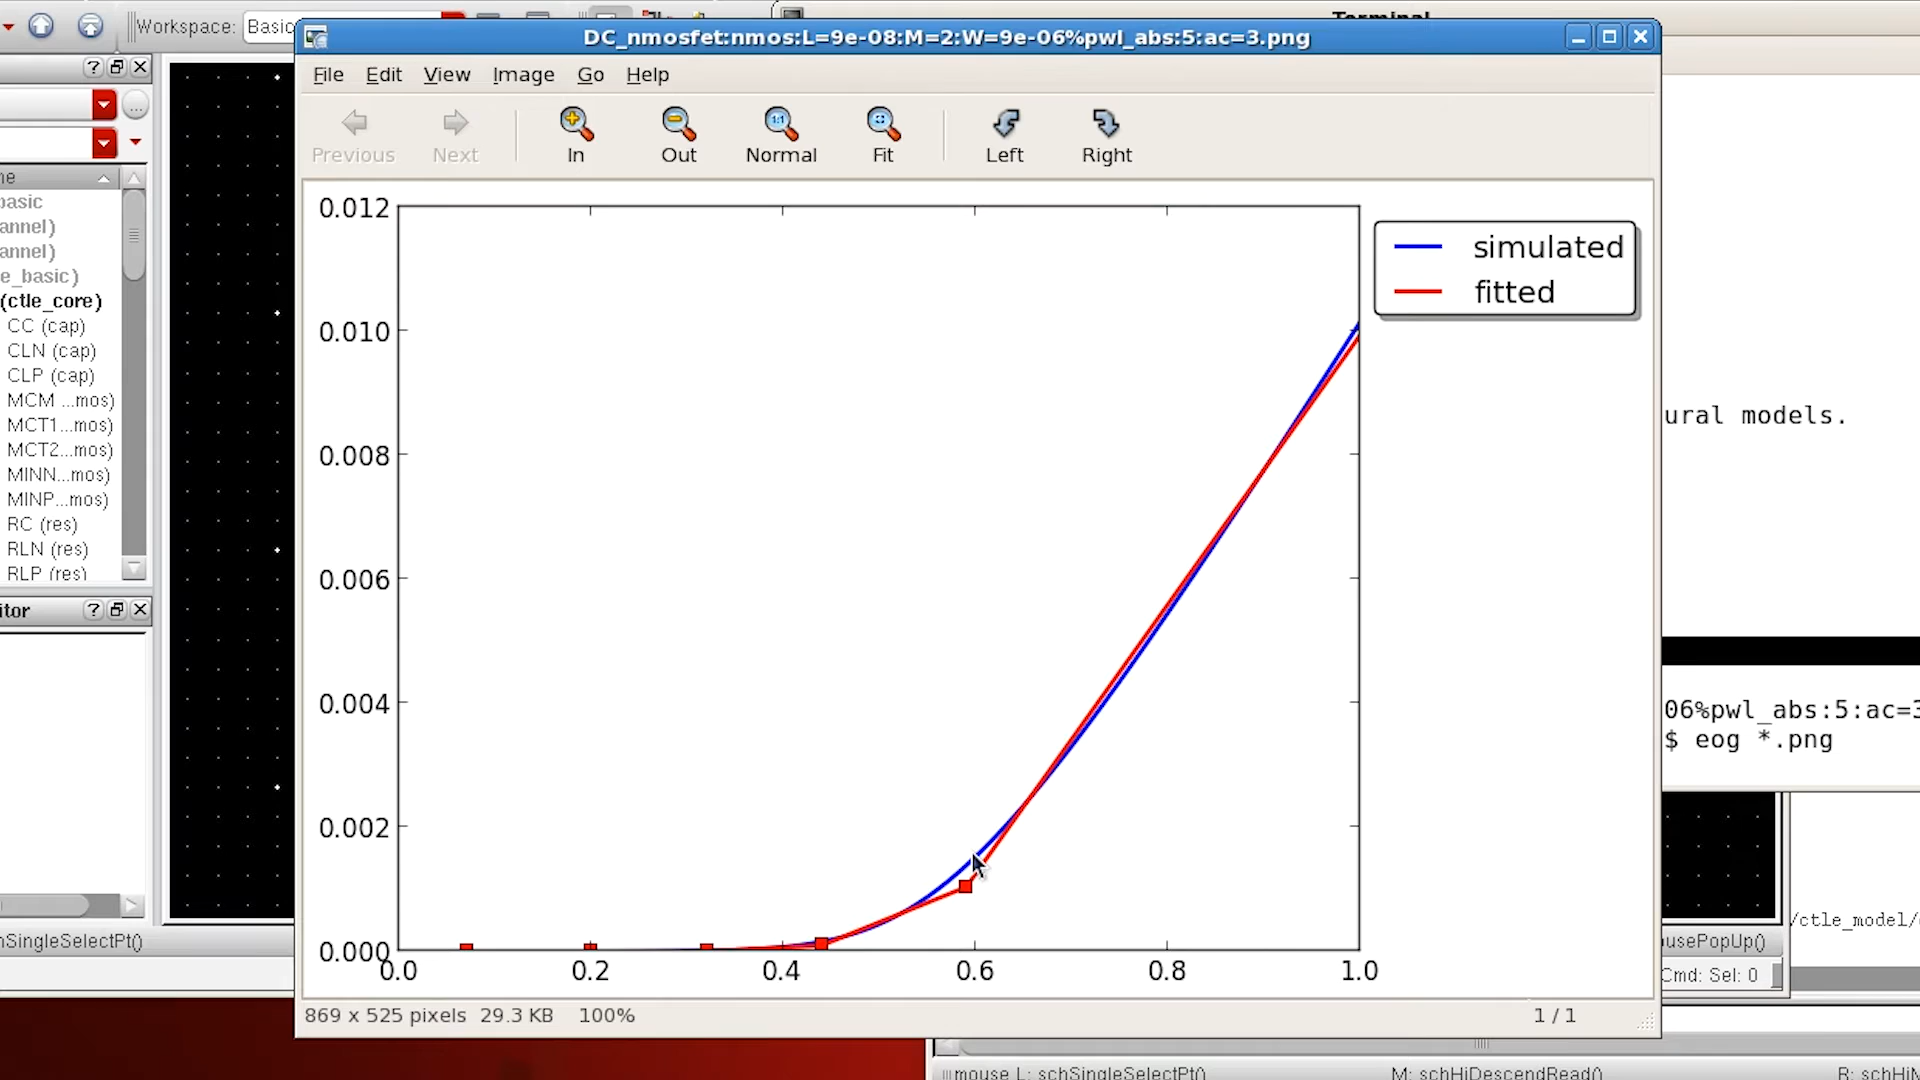 Workspace: Basic
DC_nmosfet:nmos:L=9e-08:M=2:W=9e-06%pwl_abs:5:ac=3.png
File Edit View Image Go Help
Previous Next In Out Normal Fit Left Right
basic
annel)
annel)
e_basic)
(ctle_core)
CC (cap)
CLN (cap)
CLP (cap)
MCM ...mos)
MCT1...mos)
MCT2...mos)
MINN...mos)
MINP...mos)
RC (res)
RLN (res)
RLP (res)
itor
nSingleSelectPt()
0.012
0.010
0.008
0.006
0.004
0.002
0.000
0.0 0.2 0.4 0.6 0.8 1.0
simulated
fitted
869 x 525 pixels 29.3 KB 100%
1 / 1
Terminal
ural models.
06%pwl_abs:5:ac=3
$ eog *.png
/ctle_model/
usePopUp()
Cmd: Sel: 0
mouse L: schSingleSelectPt() M: schHiDescendRead() R: schHiM